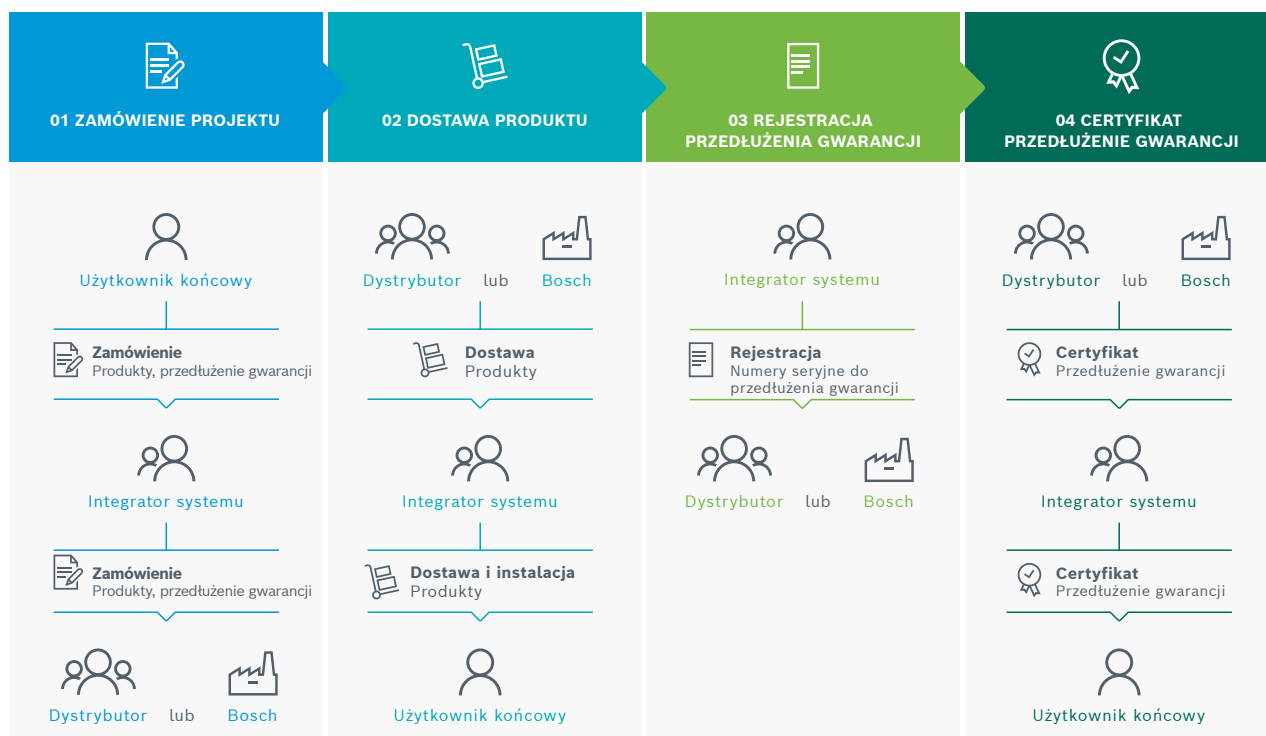 01 ZAMÓWIENIE PROJEKTU
Użytkownik końcowy
Zamówienie
Produkty, przedłużenie gwarancji
Integrator systemu
Zamówienie
Produkty, przedłużenie gwarancji
Dystrybutor lub Bosch
02 DOSTAWA PRODUKTU
Dystrybutor lub Bosch
Dostawa
Produkty
Integrator systemu
Dostawa i instalacja
Produkty
Użytkownik końcowy
03 REJESTRACJA
PRZEDŁUŻENIA GWARANCJI
Integrator systemu
Rejestracja
Numery seryjne do
przedłużenia gwarancji
Dystrybutor lub Bosch
04 CERTYFIKAT
PRZEDŁUŻENIE GWARANCJI
Dystrybutor lub Bosch
Certyfikat
Przedłużenie gwarancji
Integrator systemu
Certyfikat
Przedłużenie gwarancji
Użytkownik końcowy